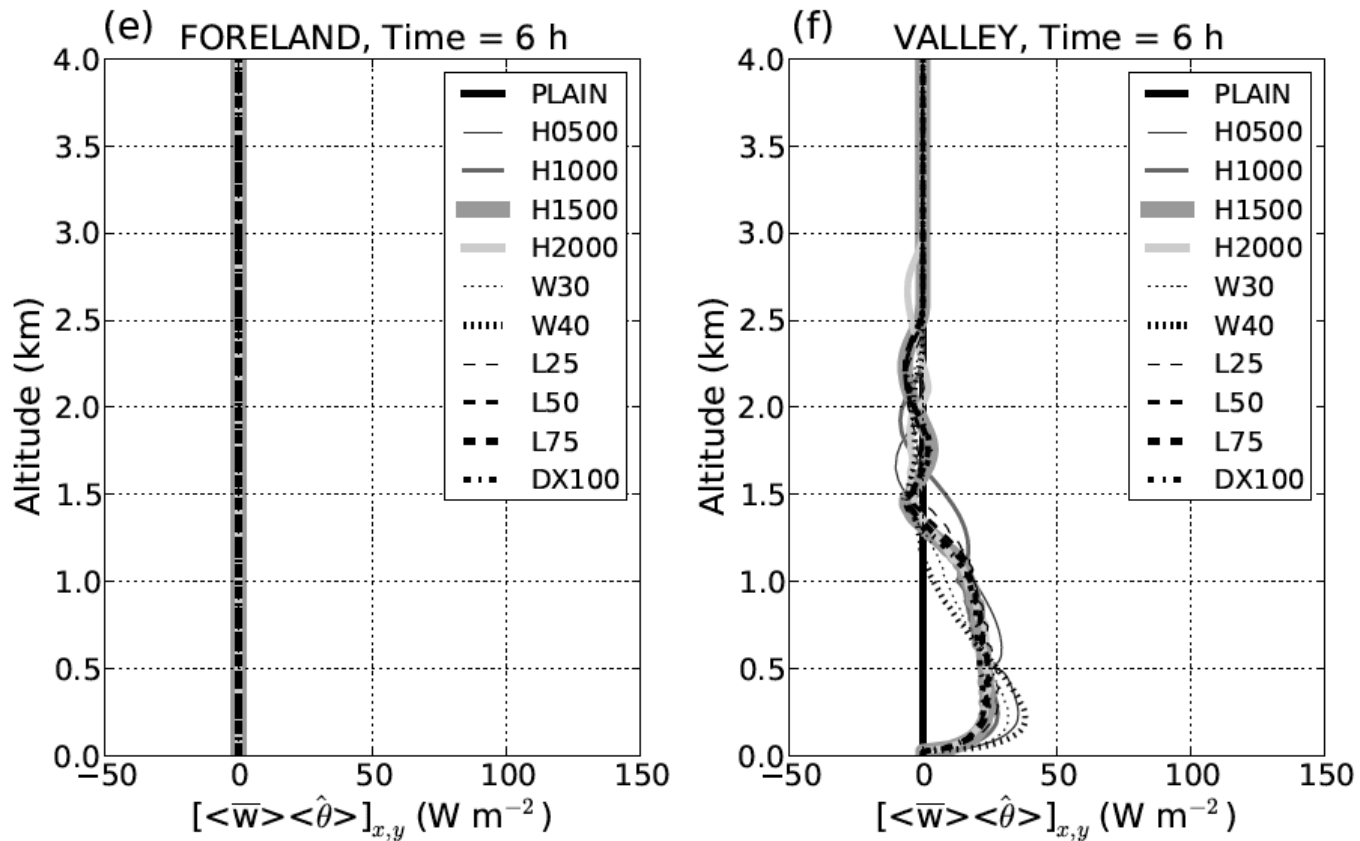 (e) FORELAND, Time = 6 h
4.0
3.5
3.0
2.5
2.0
1.5
1.0
0.5
0.0
Altitude (km)
PLAIN
H0500
H1000
H1500
H2000
W30
W40
L25
L50
L75
DX100
−50 0 50 100 150
[<w̅><θ̂>]x,y (W m⁻²)
(f) VALLEY, Time = 6 h
4.0
3.5
3.0
2.5
2.0
1.5
1.0
0.5
0.0
Altitude (km)
PLAIN
H0500
H1000
H1500
H2000
W30
W40
L25
L50
L75
DX100
−50 0 50 100 150
[<w̅><θ̂>]x,y (W m⁻²)